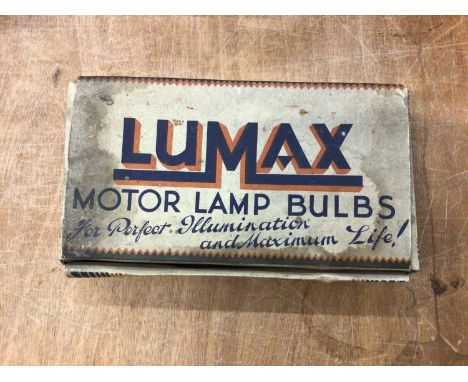 LUMAX
MOTOR LAMP BULBS
For Perfect Illumination
and Maximum Life!